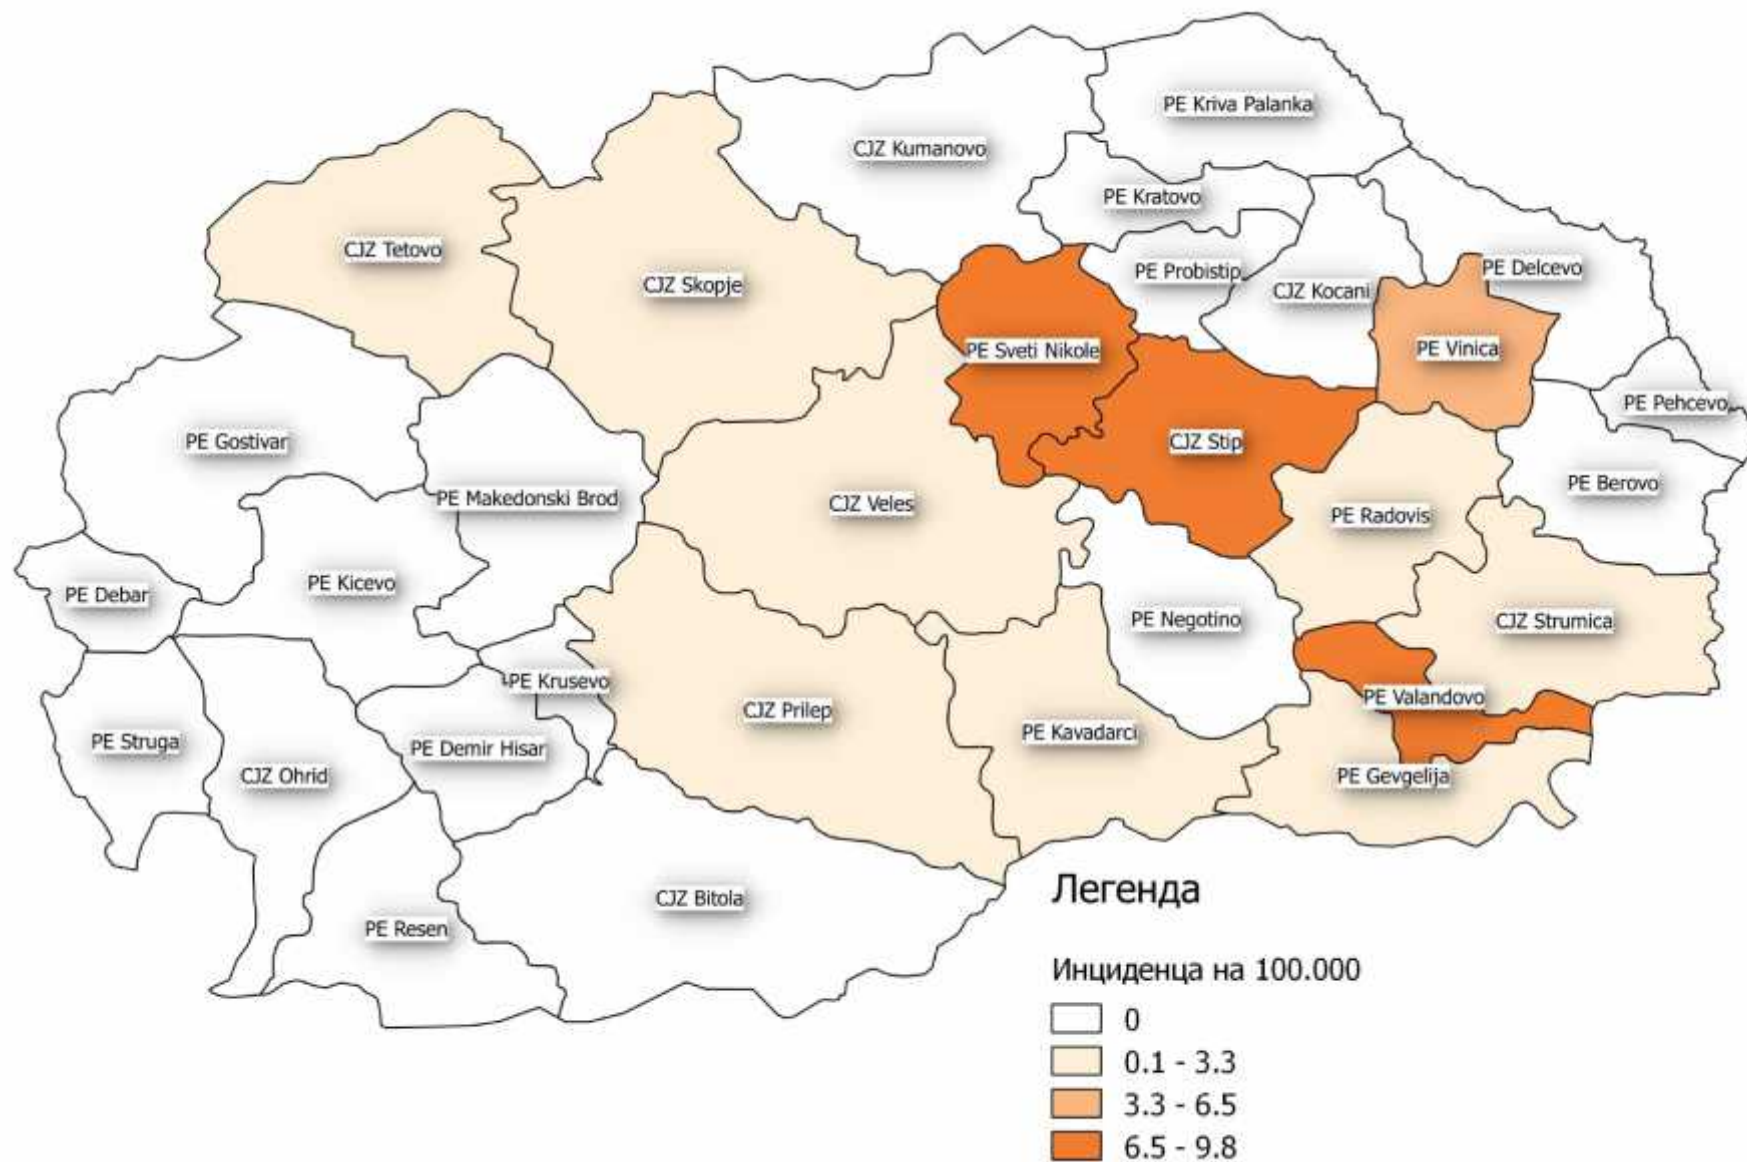 PE Kriva Palanka
CJZ Kumanovo
PE Kratovo
CJZ Tetovo
CJZ Skopje
PE Probistip
CJZ Kocani
PE Delcevo
PE Sveti Nikole
PE Vinica
PE Pehcevo
PE Gostivar
CJZ Stip
PE Makedonski Brod
CJZ Veles
PE Berovo
PE Radovis
PE Debar
PE Kicevo
PE Negotino
CJZ Strumica
PE Krusevo
PE Valandovo
CJZ Prilep
PE Kavadarci
PE Struga
PE Demir Hisar
CJZ Ohrid
PE Gevgelija
CJZ Bitola
PE Resen
Легенда
Инциденца на 100.000
0
0.1 - 3.3
3.3 - 6.5
6.5 - 9.8